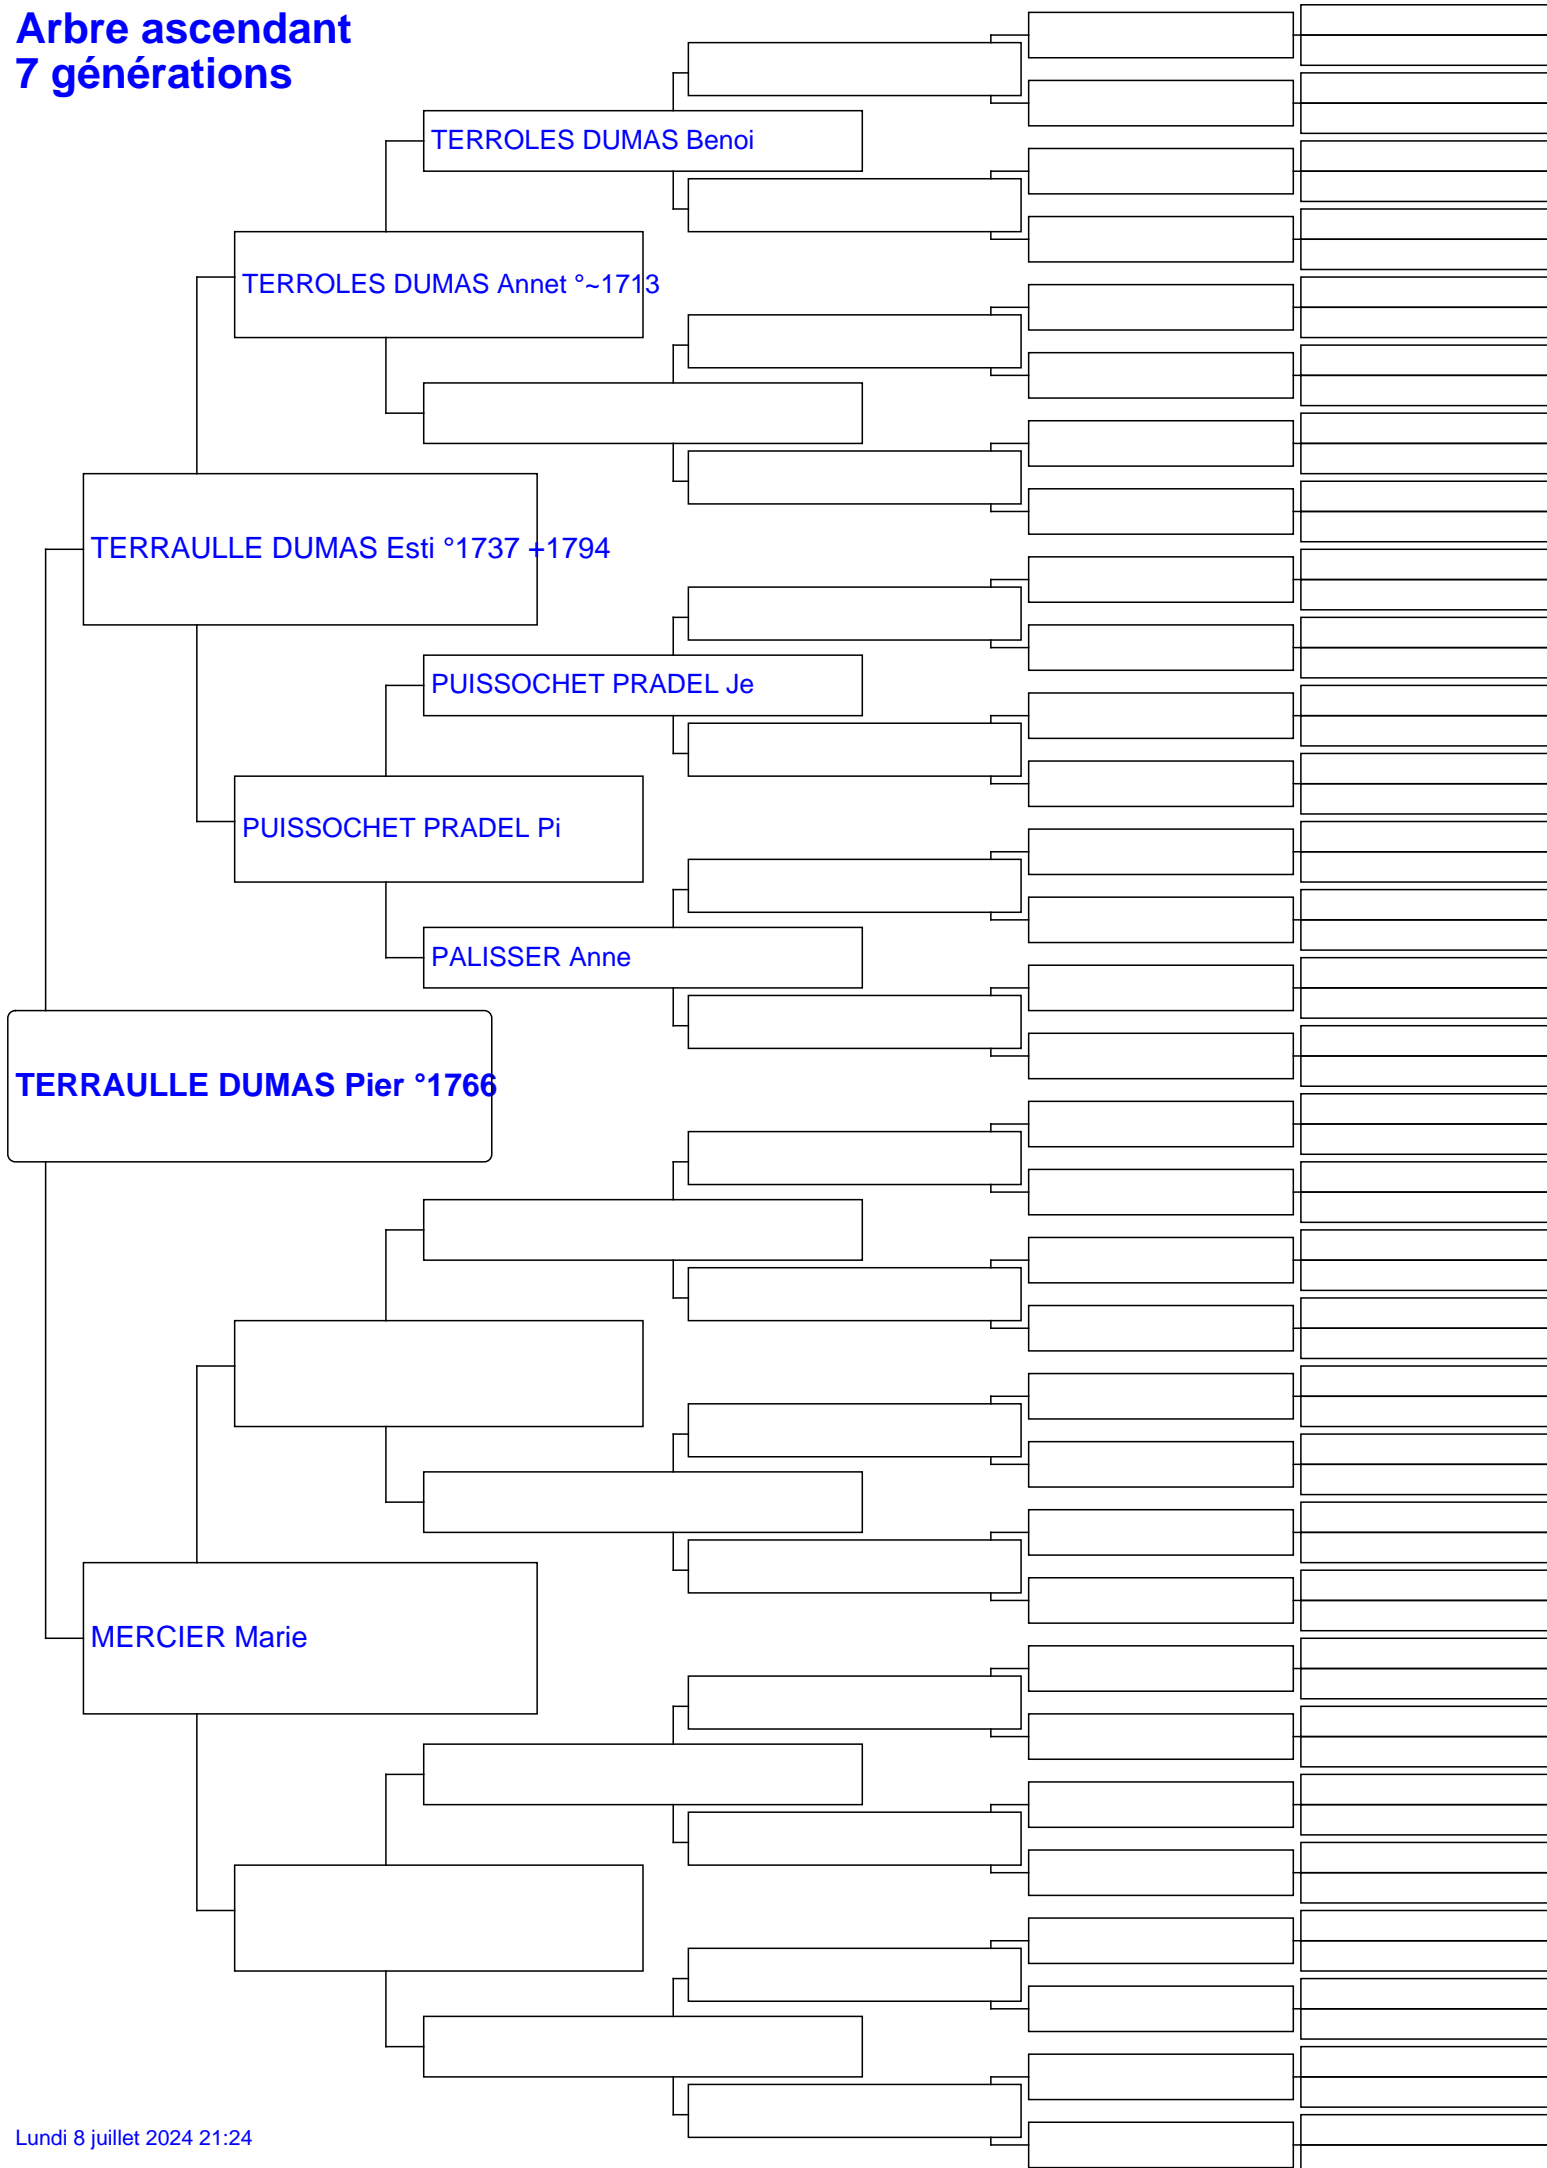 Arbre ascendant
7 générations
TERROLES DUMAS Benoi
TERROLES DUMAS Annet °~1713
TERRAULLE DUMAS Esti °1737 +1794
PUISSOCHET PRADEL Je
PUISSOCHET PRADEL Pi
PALISSER Anne
TERRAULLE DUMAS Pier °1766
MERCIER Marie
Lundi 8 juillet 2024 21:24